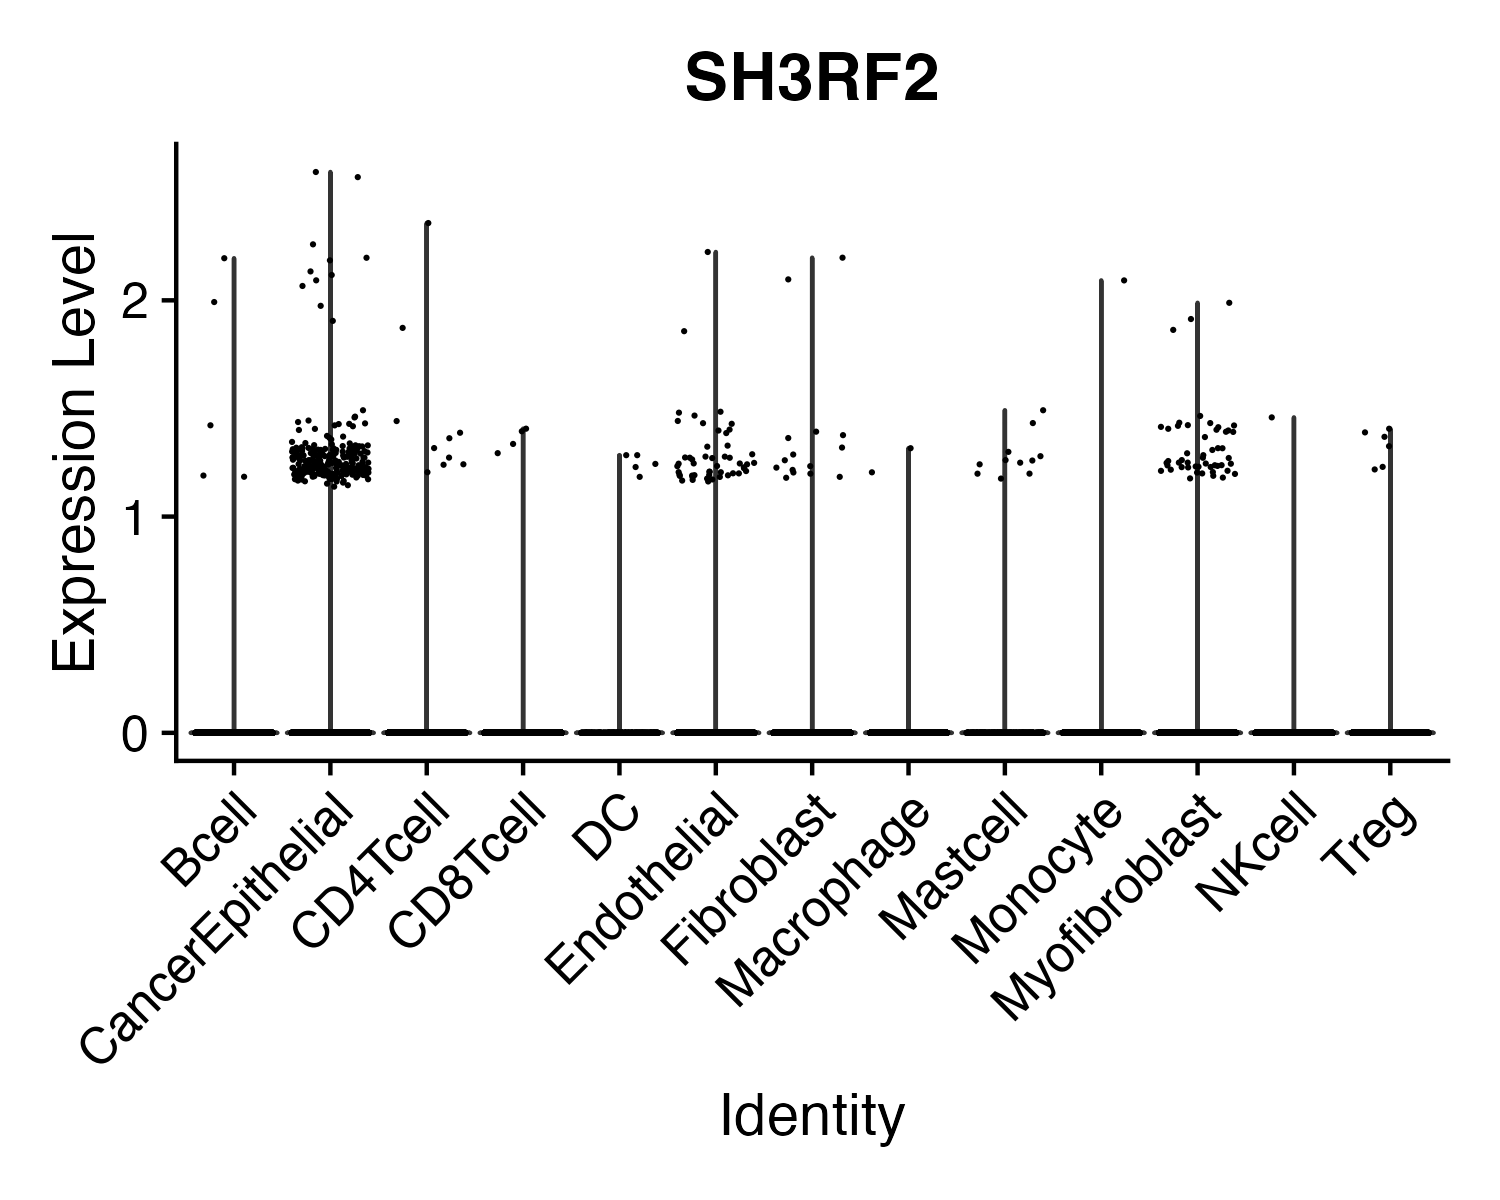 SH3RF2
Expression Level
2
1
0
Bcell
CancerEpithelial
CD4Tcell
CD8Tcell
DC
Endothelial
Fibroblast
Macrophage
Mastcell
Monocyte
Myofibroblast
NKcell
Treg
Identity